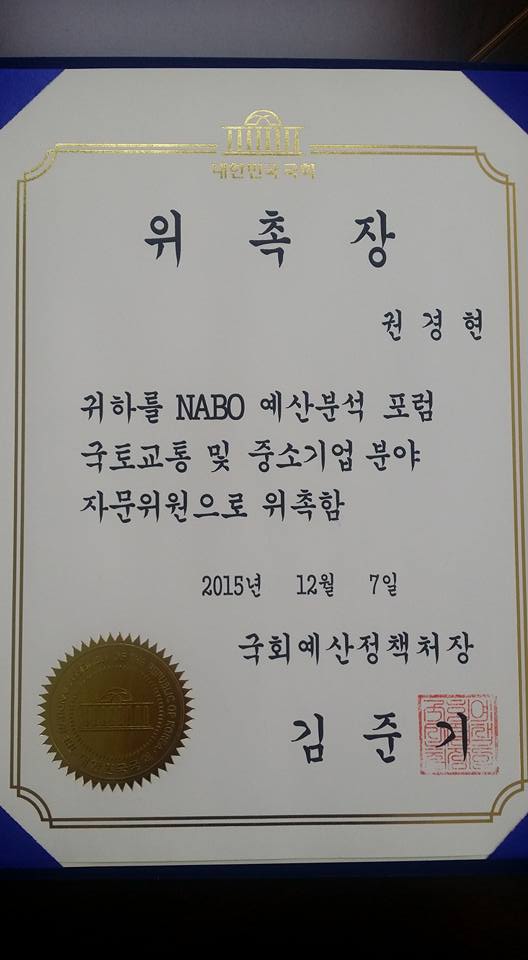 대한민국국회
위 촉 장
권 경 현
귀하를 NABO 예산분석 포럼
국토교통 및 중소기업 분야
자문위원으로 위촉함
2015년 12월 7일
국회예산정책처장
김 준 기